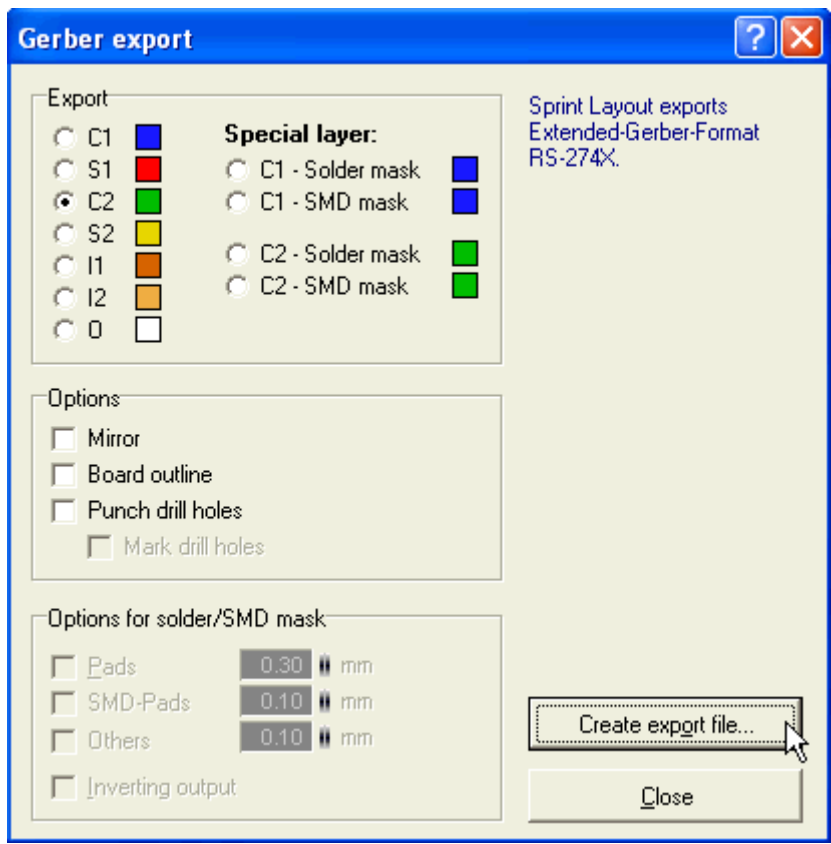 Gerber export
Export
C1
S1
C2
S2
I1
I2
O
Special layer:
C1 - Solder mask
C1 - SMD mask
C2 - Solder mask
C2 - SMD mask
Sprint Layout exports
Extended-Gerber-Format
RS-274X.
Options
Mirror
Board outline
Punch drill holes
Mark drill holes
Options for solder/SMD mask
Pads 0.30 mm
SMD-Pads 0.10 mm
Others 0.10 mm
Inverting output
Create export file...
Close